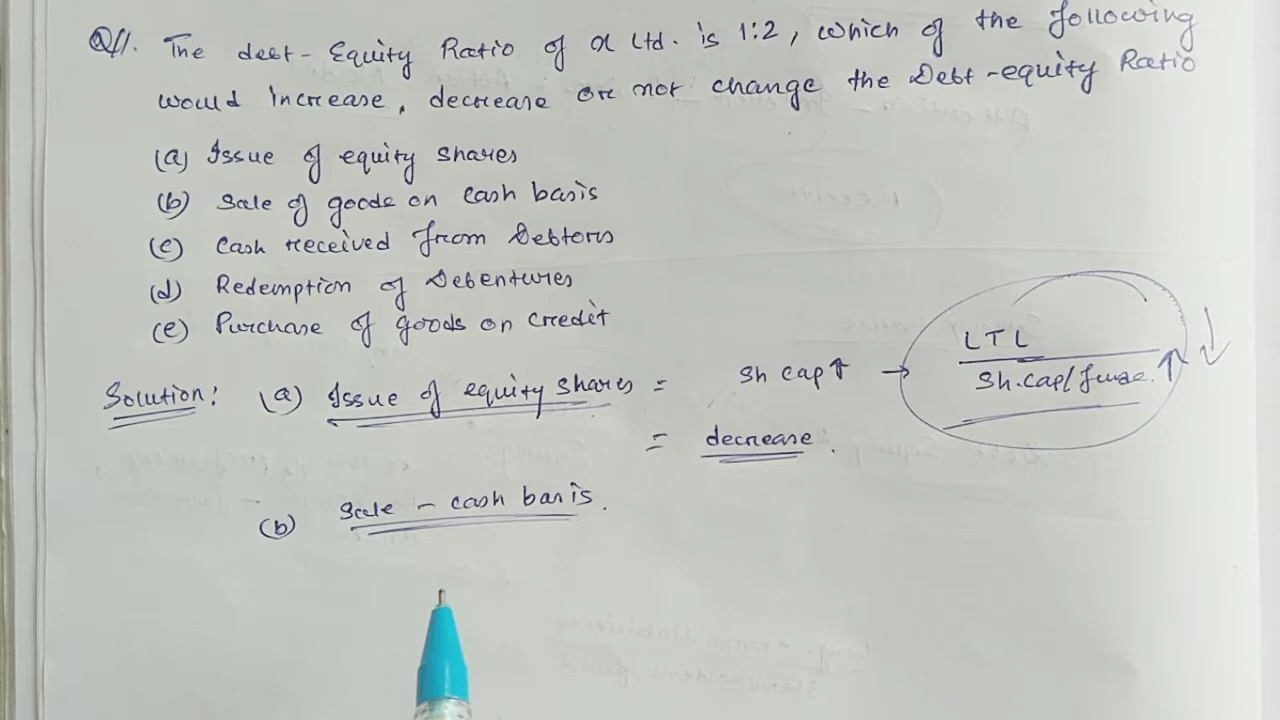 Q1. The debt-Equity Ratio of x Ltd. is 1:2, which of the following
would increase, decrease or not change the Debt-equity Ratio
(a) Issue of equity shares
(b) Sale of goods on cash basis
(c) Cash received from Debtors
(d) Redemption of Debentures
(e) Purchase of goods on credit
Solution: (a) Issue of equity shares = Sh cap↑ →
LTL
Sh.cap/ ↑ ↓
= decrease.
(b) Sale - cash basis.